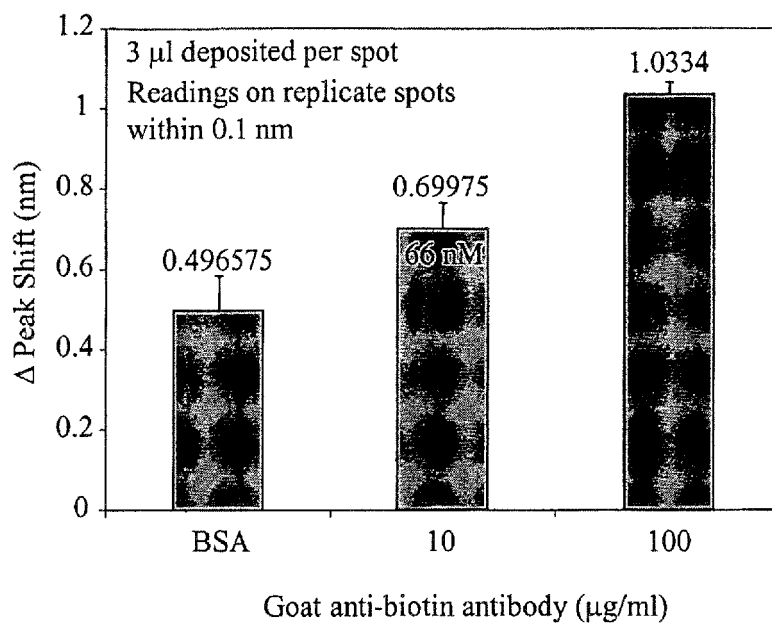 1.2
1
0.8
0.6
0.4
0.2
0
Δ Peak Shift (nm)
3 μl deposited per spot
Readings on replicate spots
within 0.1 nm
0.496575
0.69975
66 nM
1.0334
BSA
10
100
Goat anti-biotin antibody (μg/ml)